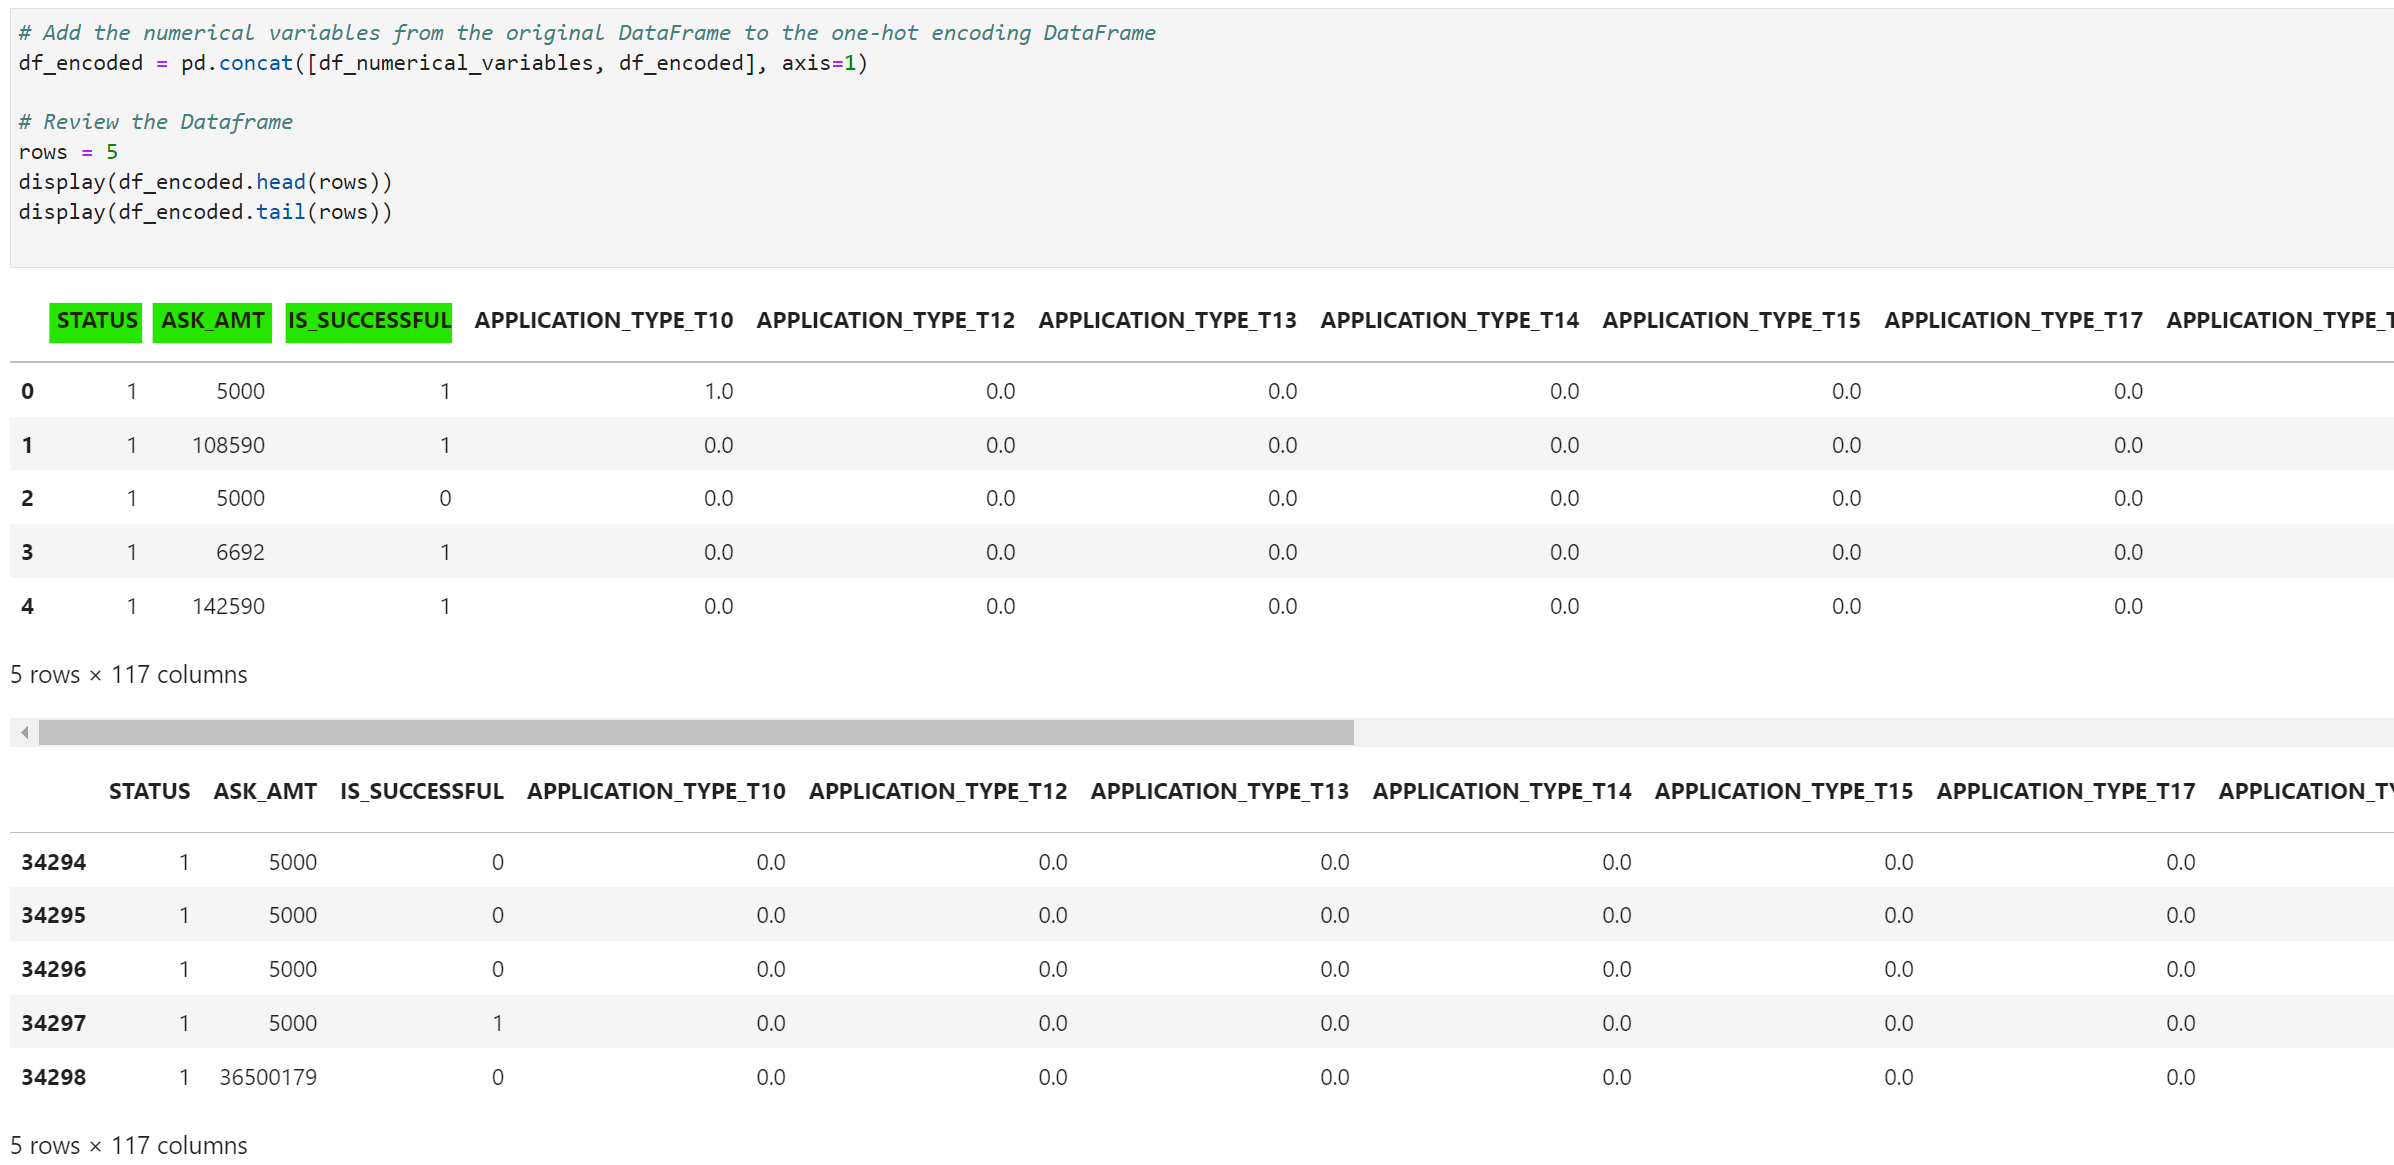 # Add the numerical variables from the original DataFrame to the one-hot encoding DataFrame
df_encoded = pd.concat([df_numerical_variables, df_encoded], axis=1)
# Review the Dataframe
rows = 5
display(df_encoded.head(rows))
display(df_encoded.tail(rows))
STATUS ASK_AMT IS_SUCCESSFUL APPLICATION_TYPE_T10 APPLICATION_TYPE_T12 APPLICATION_TYPE_T13 APPLICATION_TYPE_T14 APPLICATION_TYPE_T15 APPLICATION_TYPE_T17 APPLICATION_TYPE_T
0 1 5000 1 1.0 0.0 0.0 0.0 0.0 0.0
1 1 108590 1 0.0 0.0 0.0 0.0 0.0 0.0
2 1 5000 0 0.0 0.0 0.0 0.0 0.0 0.0
3 1 6692 1 0.0 0.0 0.0 0.0 0.0 0.0
4 1 142590 1 0.0 0.0 0.0 0.0 0.0 0.0
5 rows × 117 columns
STATUS ASK_AMT IS_SUCCESSFUL APPLICATION_TYPE_T10 APPLICATION_TYPE_T12 APPLICATION_TYPE_T13 APPLICATION_TYPE_T14 APPLICATION_TYPE_T15 APPLICATION_TYPE_T17 APPLICATION_TY
34294 1 5000 0 0.0 0.0 0.0 0.0 0.0 0.0
34295 1 5000 0 0.0 0.0 0.0 0.0 0.0 0.0
34296 1 5000 0 0.0 0.0 0.0 0.0 0.0 0.0
34297 1 5000 1 0.0 0.0 0.0 0.0 0.0 0.0
34298 1 36500179 0 0.0 0.0 0.0 0.0 0.0 0.0
5 rows × 117 columns